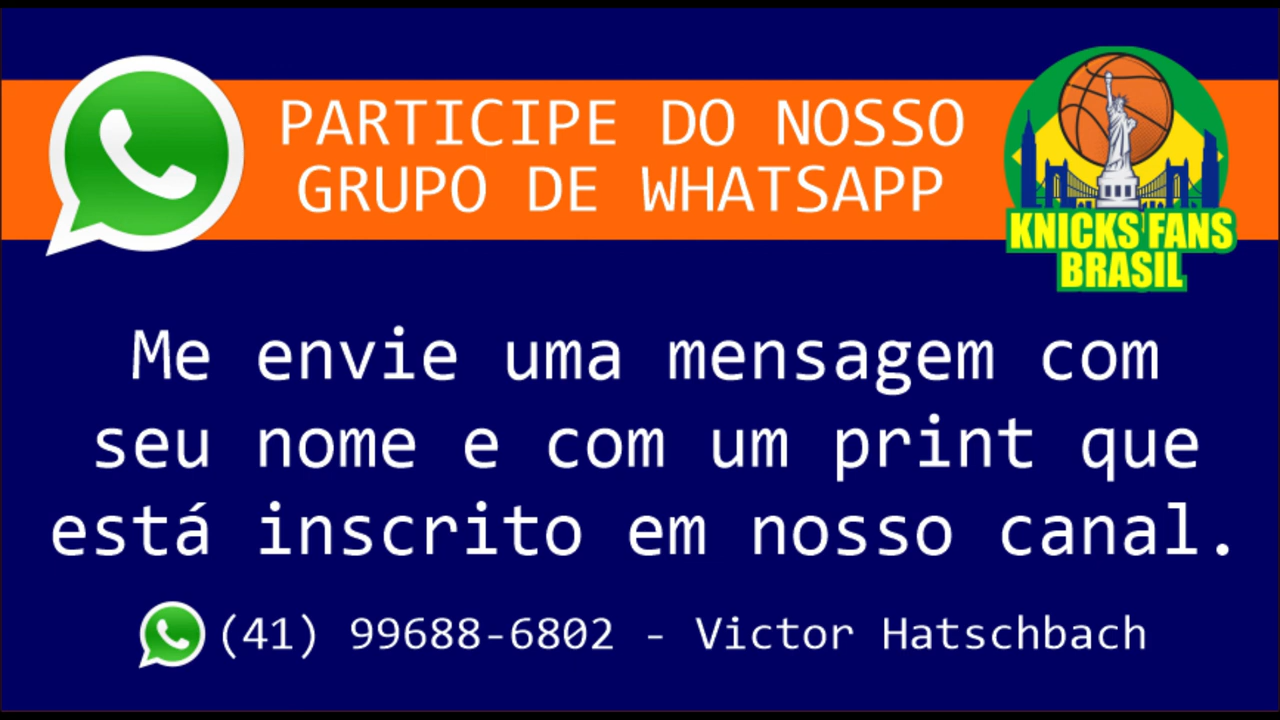 PARTICIPE DO NOSSO
GRUPO DE WHATSAPP
KNICKS FANS
BRASIL
Me envie uma mensagem com
seu nome e com um print que
está inscrito em nosso canal.
(41) 99688-6802 - Victor Hatschbach